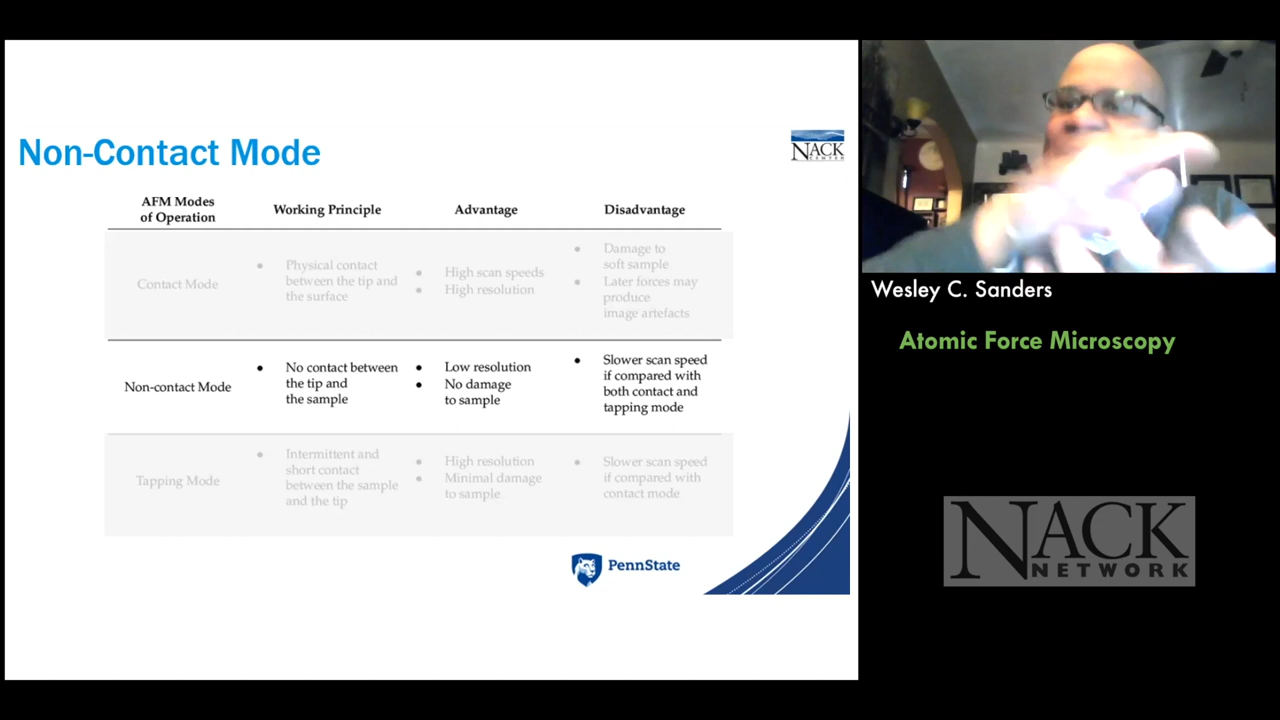 Non-Contact Mode
NACK
CENTER
AFM Modes
of Operation
Working Principle
Advantage
Disadvantage
Contact Mode
• Physical contact
between the tip and
the surface
• High scan speeds
• High resolution
• Damage to
soft sample
• Later forces may
produce
image artefacts
Non-contact Mode
• No contact between
the tip and
the sample
• Low resolution
• No damage
to sample
• Slower scan speed
if compared with
both contact and
tapping mode
Tapping Mode
• Intermittent and
short contact
between the sample
and the tip
• High resolution
• Minimal damage
to sample
• Slower scan speed
if compared with
contact mode
PennState
Wesley C. Sanders
Atomic Force Microscopy
NACK
NETWORK